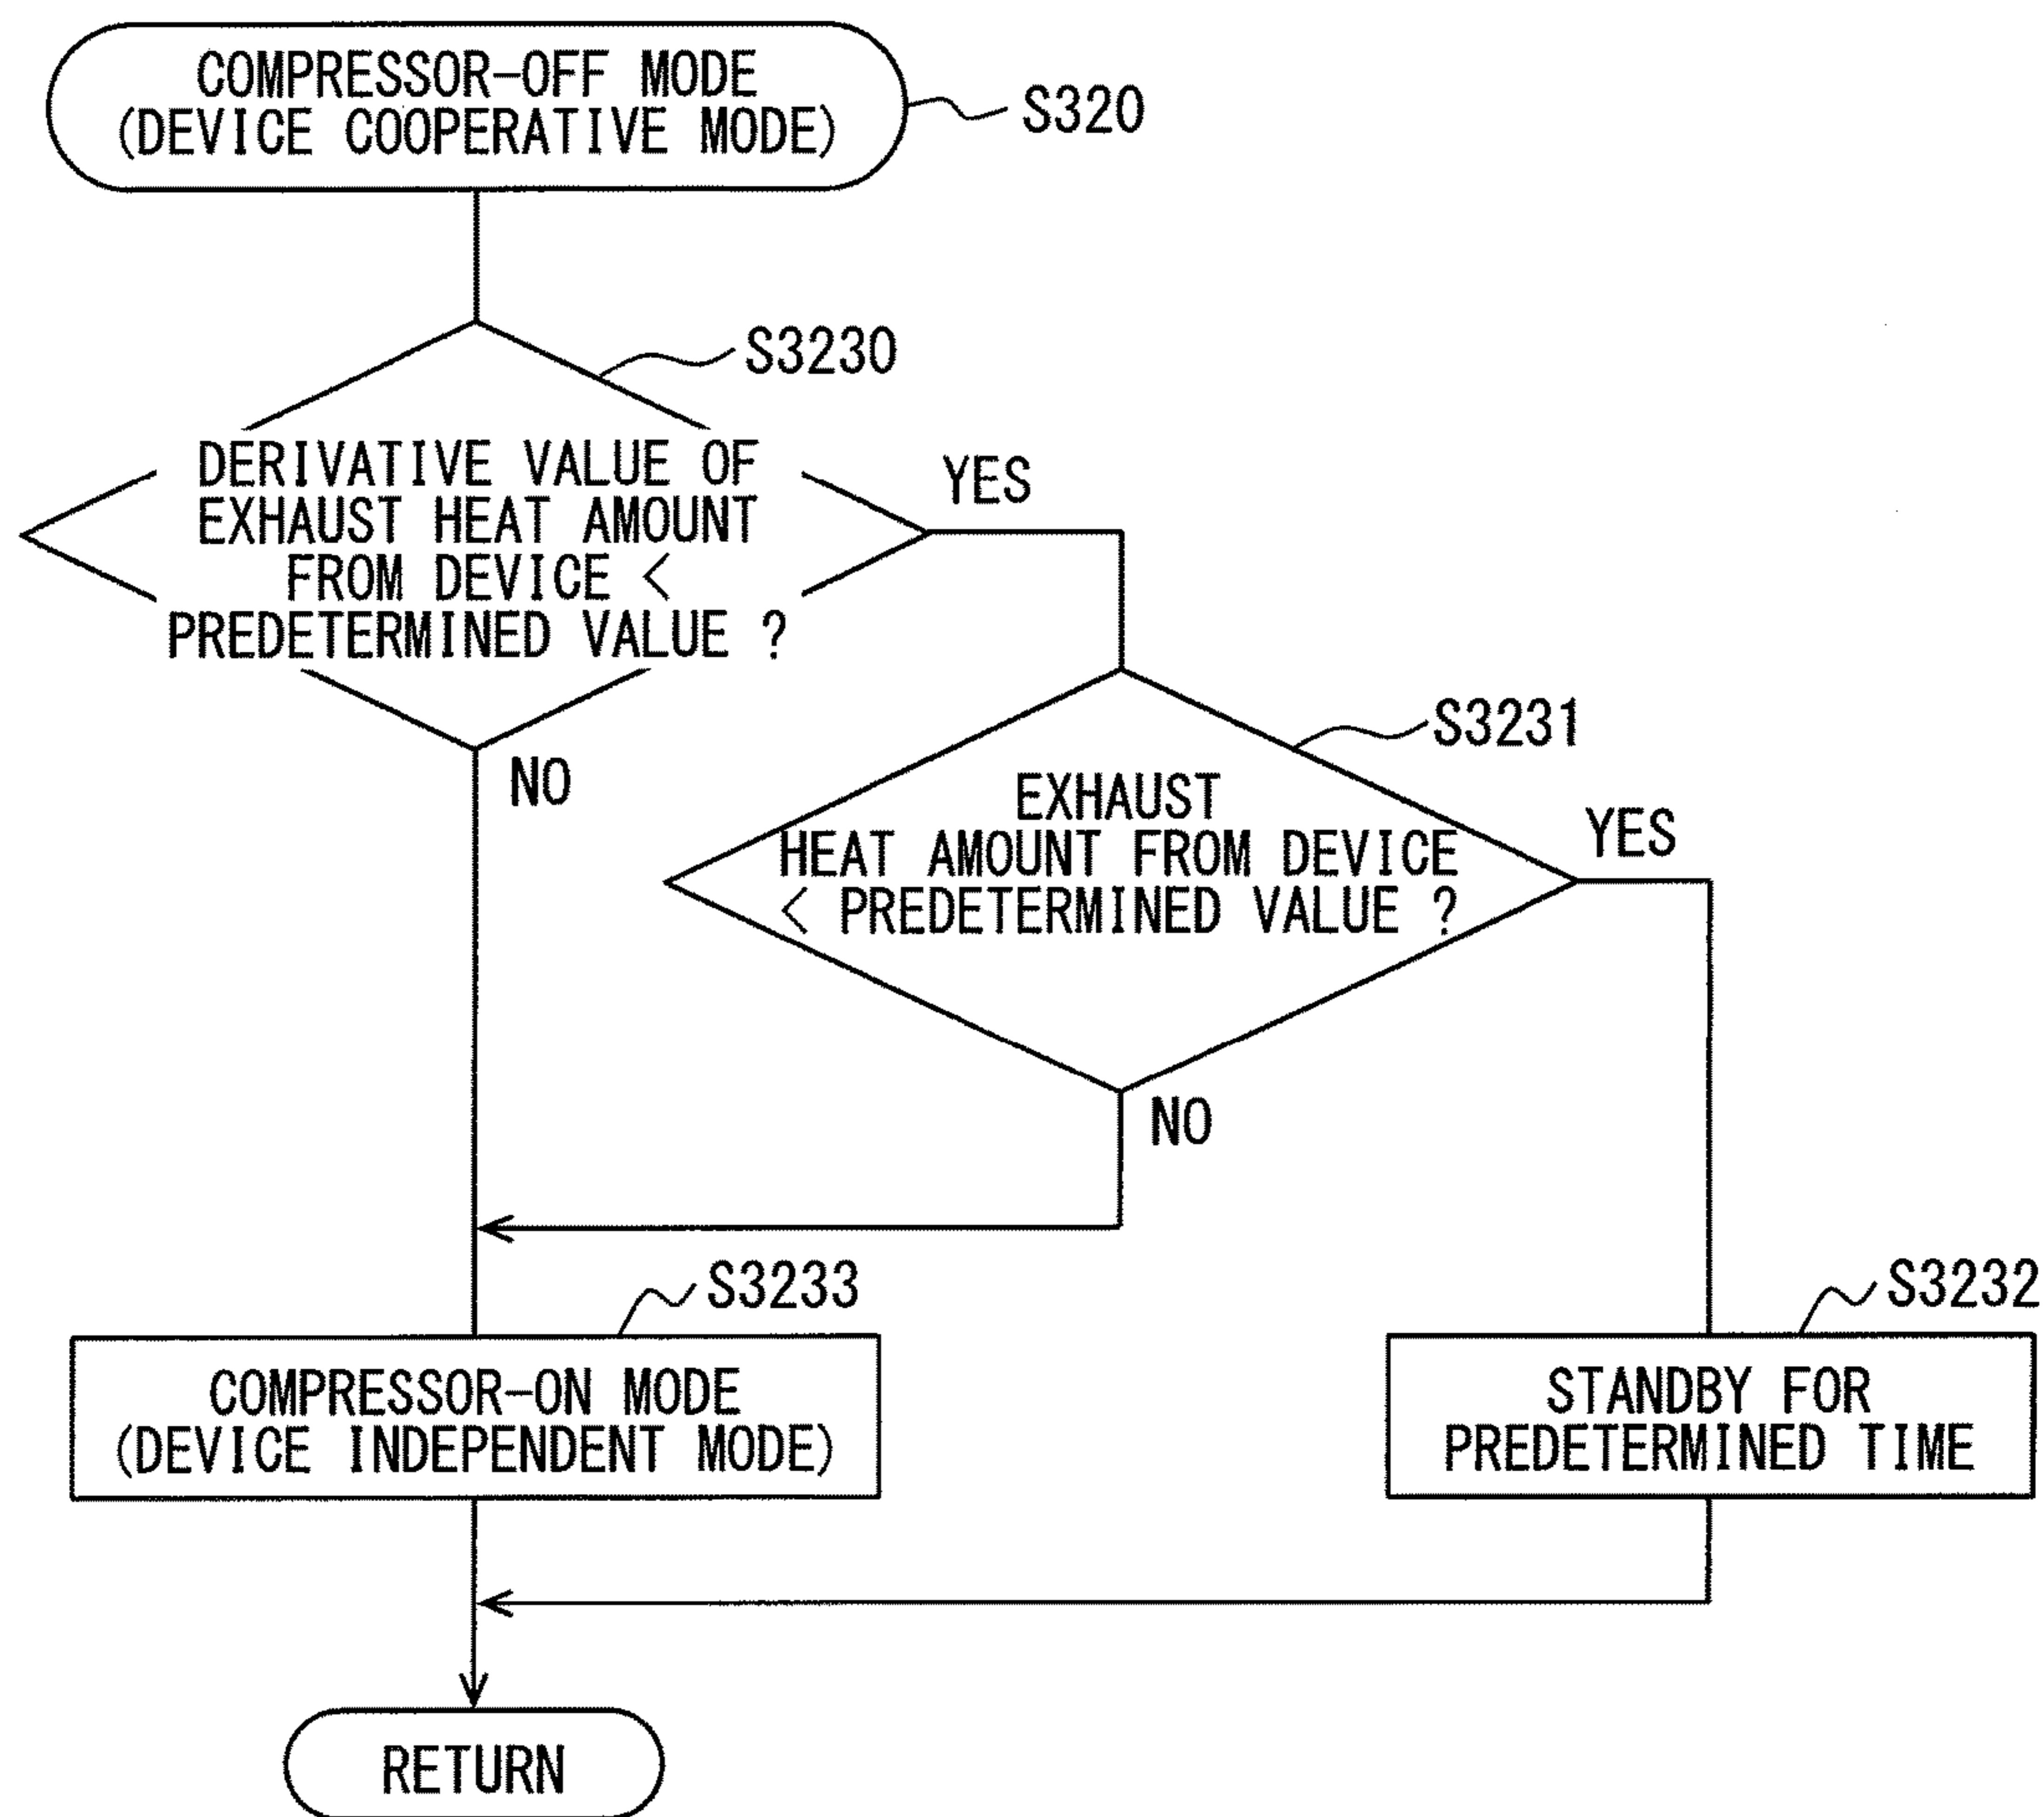 COMPRESSOR-OFF MODE
(DEVICE COOPERATIVE MODE)
S320
S3230
DERIVATIVE VALUE OF
EXHAUST HEAT AMOUNT
FROM DEVICE <
PREDETERMINED VALUE ?
YES
NO
S3231
EXHAUST
HEAT AMOUNT FROM DEVICE
< PREDETERMINED VALUE ?
YES
NO
S3233
COMPRESSOR-ON MODE
(DEVICE INDEPENDENT MODE)
S3232
STANDBY FOR
PREDETERMINED TIME
RETURN